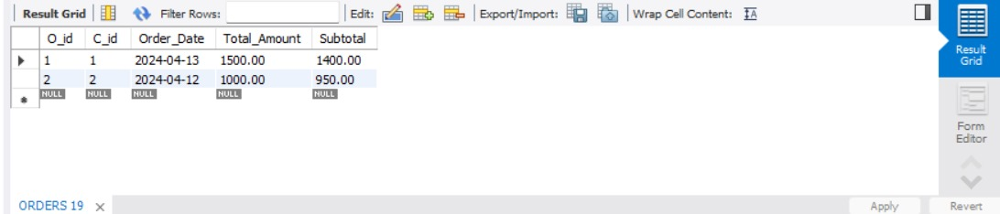 Result Grid Filter Rows: Edit: Export/Import: Wrap Cell Content: IA
O_id C_id Order_Date Total_Amount Subtotal
1 1 2024-04-13 1500.00 1400.00
2 2 2024-04-12 1000.00 950.00
NULL NULL NULL NULL NULL
Result
Grid
Form
Editor
ORDERS 19 Apply Revert